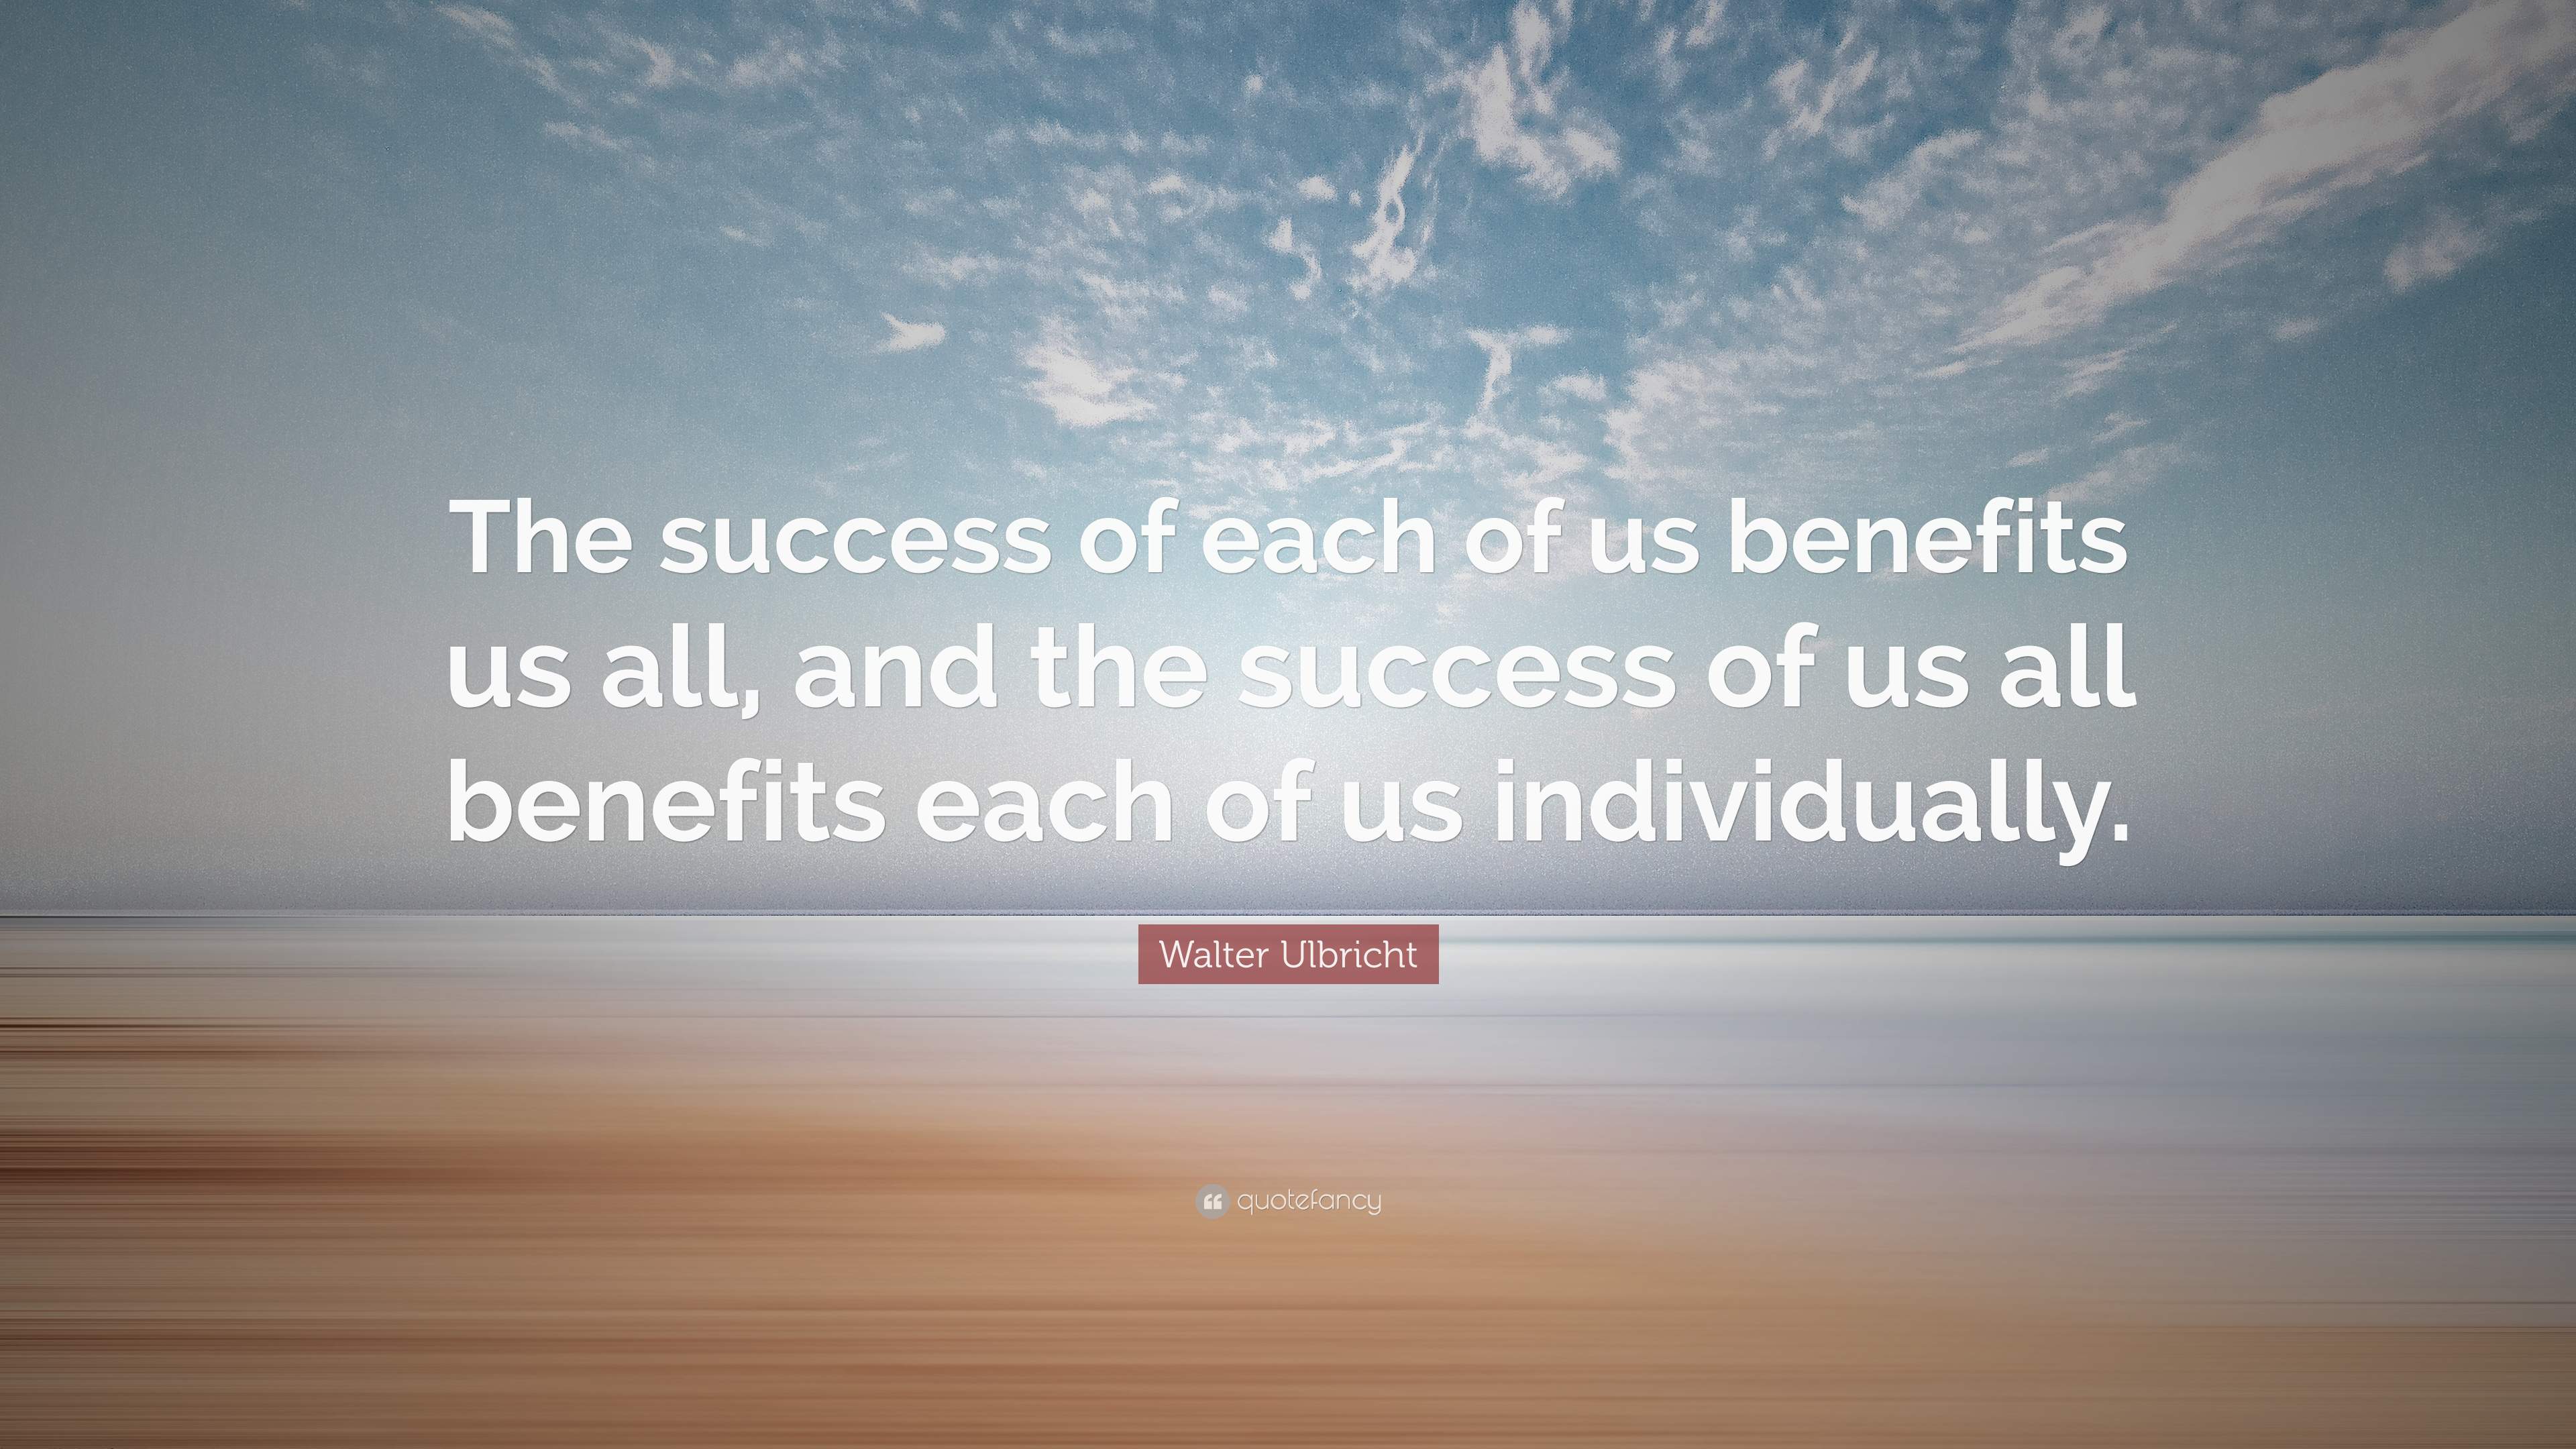 The success of each of us benefits
us all, and the success of us all
benefits each of us individually.
Walter Ulbricht
quotefancy